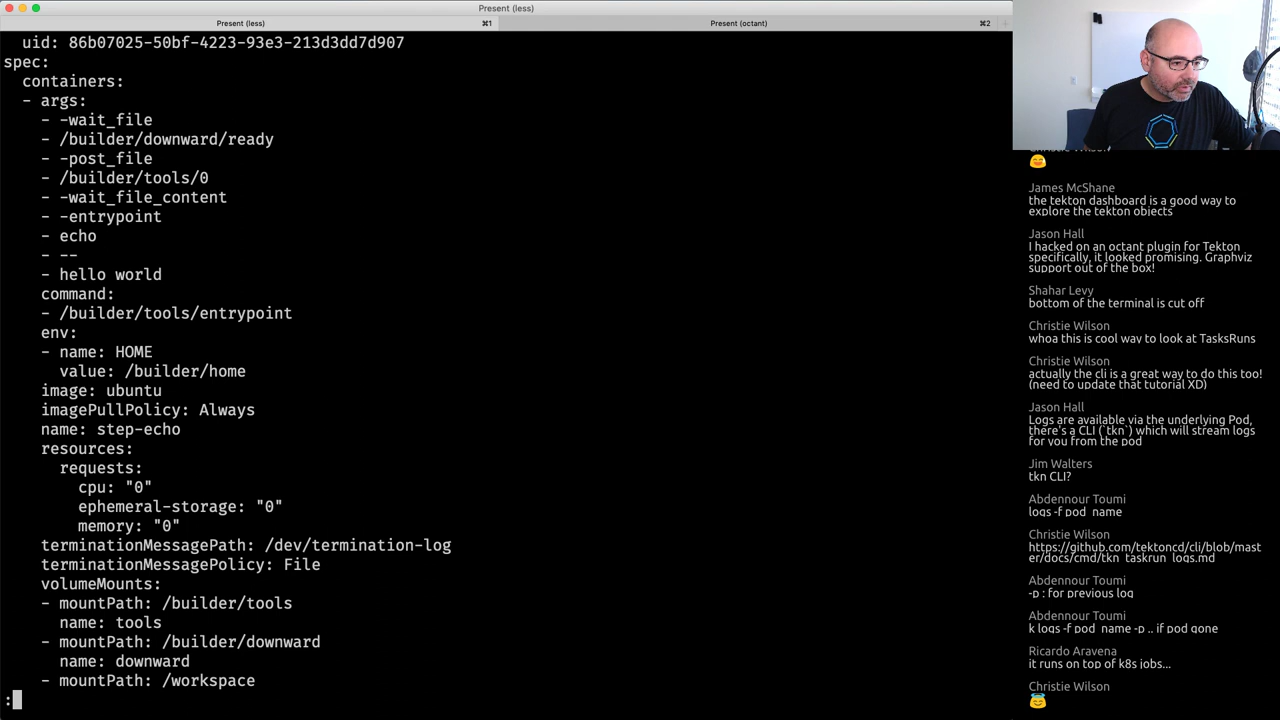 Present (less)
Present (less)
⌘1
Present (octant)
⌘2
+
uid: 86b07025-50bf-4223-93e3-213d3dd7d907
spec:
containers:
- args:
- -wait_file
- /builder/downward/ready
- -post_file
- /builder/tools/0
- -wait_file_content
- -entrypoint
- echo
- --
- hello world
command:
- /builder/tools/entrypoint
env:
- name: HOME
value: /builder/home
image: ubuntu
imagePullPolicy: Always
name: step-echo
resources:
requests:
cpu: "0"
ephemeral-storage: "0"
memory: "0"
terminationMessagePath: /dev/termination-log
terminationMessagePolicy: File
volumeMounts:
- mountPath: /builder/tools
name: tools
- mountPath: /builder/downward
name: downward
- mountPath: /workspace
:
Christie Wilson
James McShane
the tekton dashboard is a good way to
explore the tekton objects
Jason Hall
I hacked on an octant plugin for Tekton
specifically, it looked promising. Graphviz
support out of the box!
Shahar Levy
bottom of the terminal is cut off
Christie Wilson
whoa this is cool way to look at TasksRuns
Christie Wilson
actually the cli is a great way to do this too!
(need to update that tutorial XD)
Jason Hall
Logs are available via the underlying Pod,
there's a CLI (`tkn`) which will stream logs
for you from the pod
Jim Walters
tkn CLI?
Abdennour Toumi
logs -f pod_name
Christie Wilson
https://github.com/tektoncd/cli/blob/mast
er/docs/cmd/tkn_taskrun_logs.md
Abdennour Toumi
-p : for previous log
Abdennour Toumi
k logs -f pod_name -p .. if pod gone
Ricardo Aravena
it runs on top of k8s jobs...
Christie Wilson